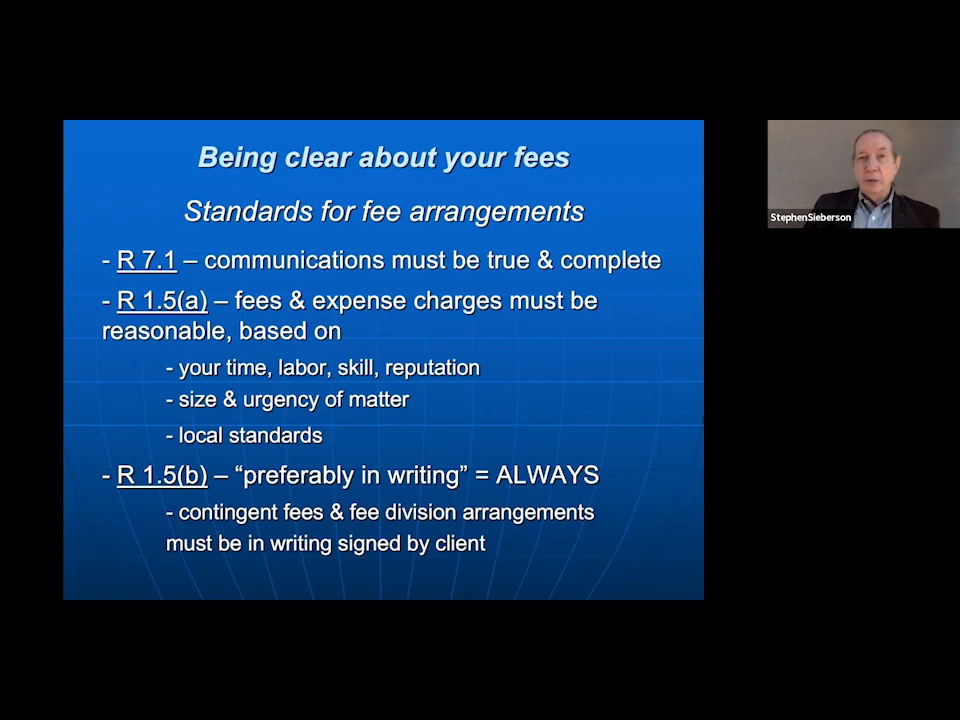 Being clear about your fees
Standards for fee arrangements
- R 7.1 – communications must be true & complete
- R 1.5(a) – fees & expense charges must be
reasonable, based on
- your time, labor, skill, reputation
- size & urgency of matter
- local standards
- R 1.5(b) – “preferably in writing” = ALWAYS
- contingent fees & fee division arrangements
must be in writing signed by client
StephenSieberson